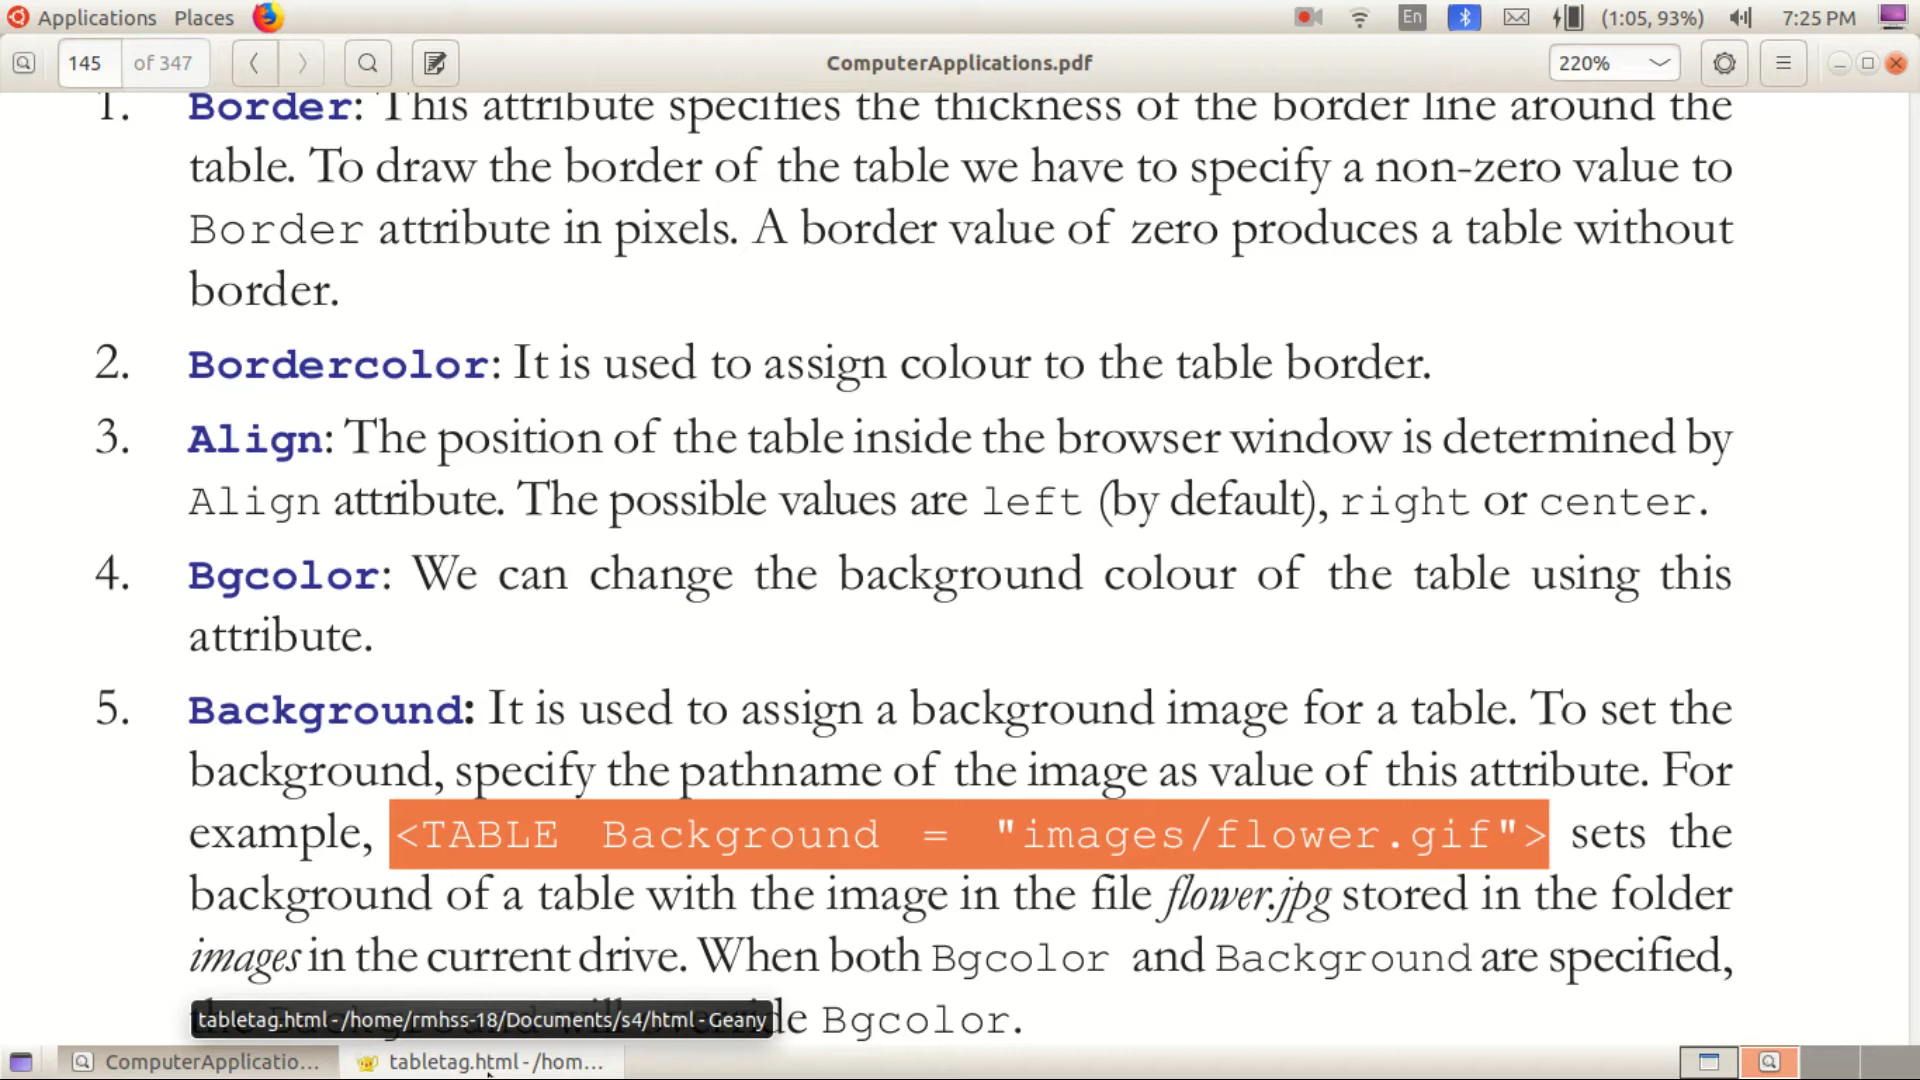 Applications Places En (1:05, 93%) 7:25 PM
145 of 347 ComputerApplications.pdf 220%
1. Border: This attribute specifies the thickness of the border line around the
table. To draw the border of the table we have to specify a non-zero value to
Border attribute in pixels. A border value of zero produces a table without
border.
2. Bordercolor: It is used to assign colour to the table border.
3. Align: The position of the table inside the browser window is determined by
Align attribute. The possible values are left (by default), right or center.
4. Bgcolor: We can change the background colour of the table using this
attribute.
5. Background: It is used to assign a background image for a table. To set the
background, specify the pathname of the image as value of this attribute. For
example, <TABLE Background = "images/flower.gif"> sets the
background of a table with the image in the file flower.jpg stored in the folder
images in the current drive. When both Bgcolor and Background are specified,
the Background will override Bgcolor.
tabletag.html - /home/rmhss-18/Documents/s4/html - Geany
ComputerApplicatio... tabletag.html - /hom...